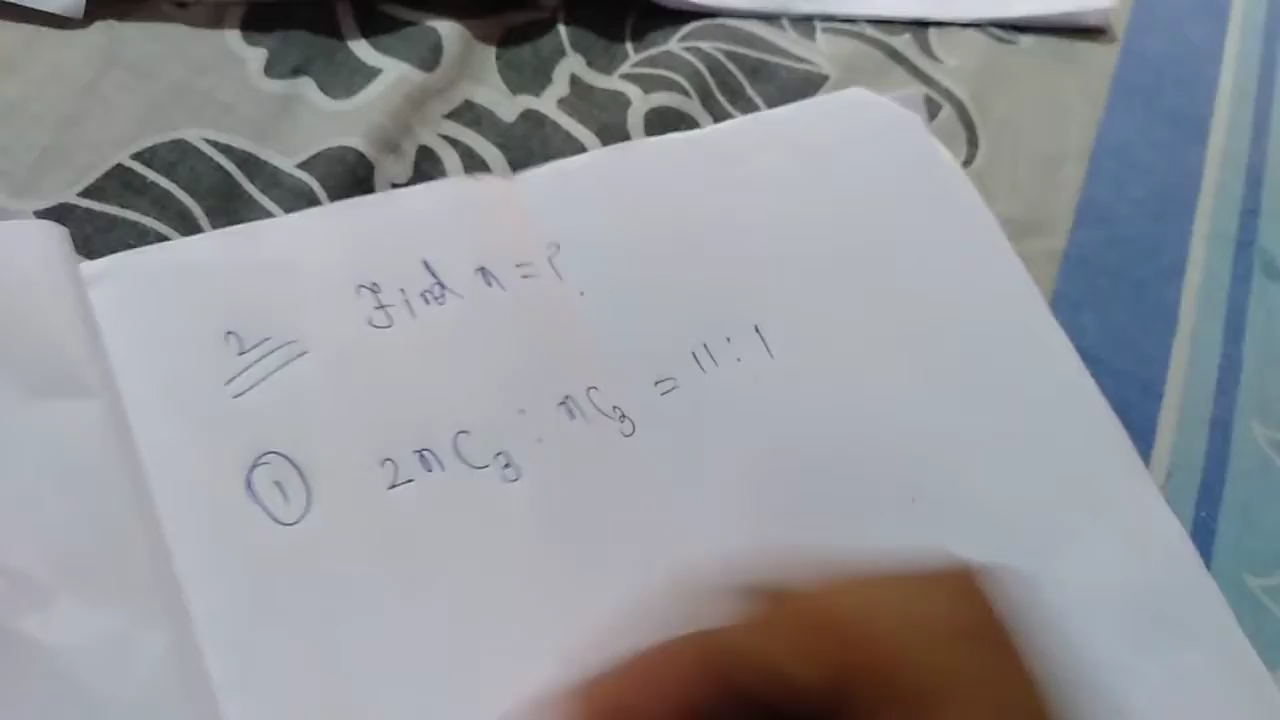 2 Find n = ?
① 2nC₃ : nC₃ = 11 : 1